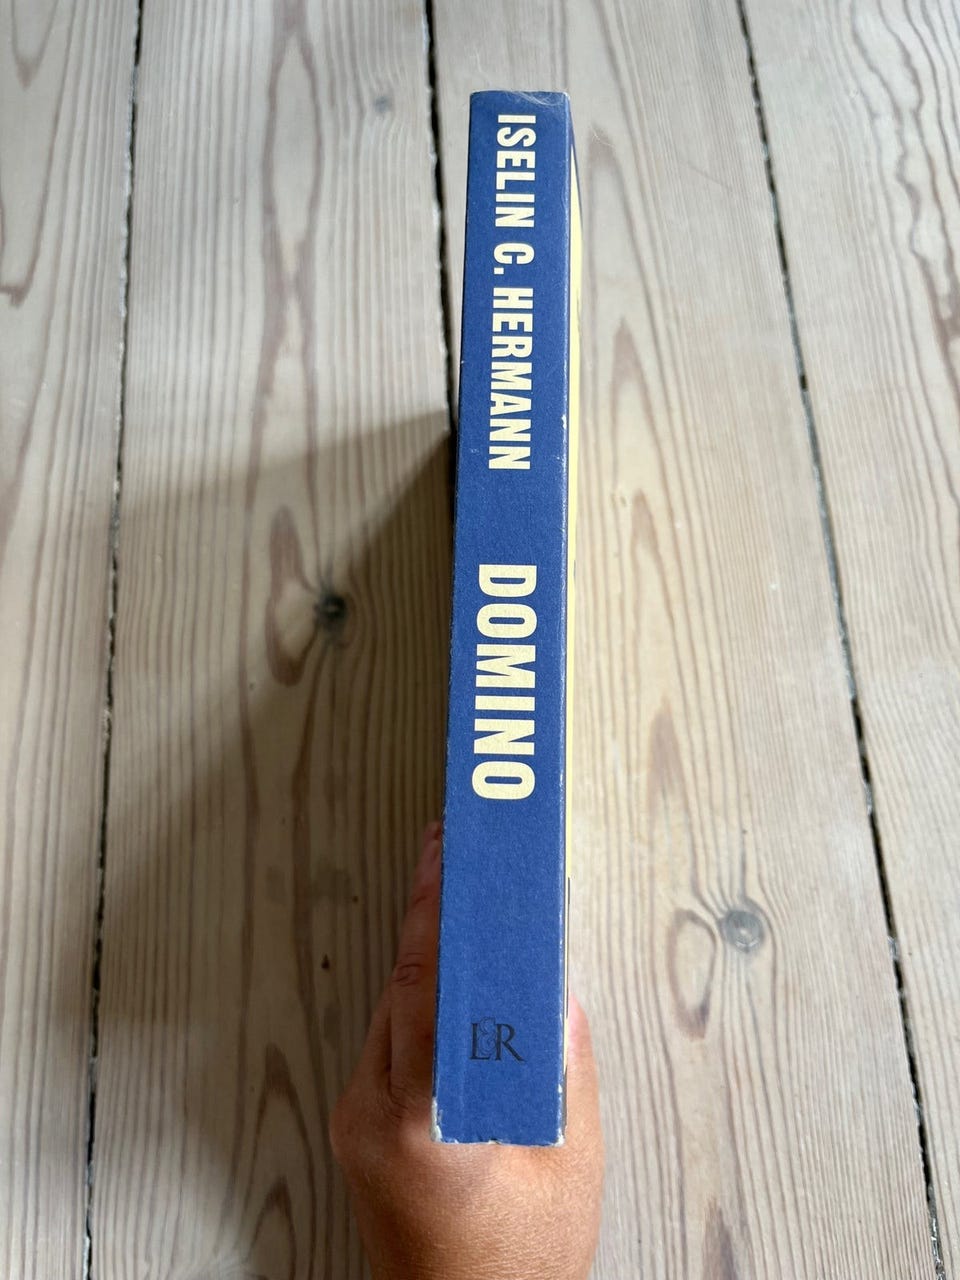 ISELIN C. HERMANN
DOMINO
L&R